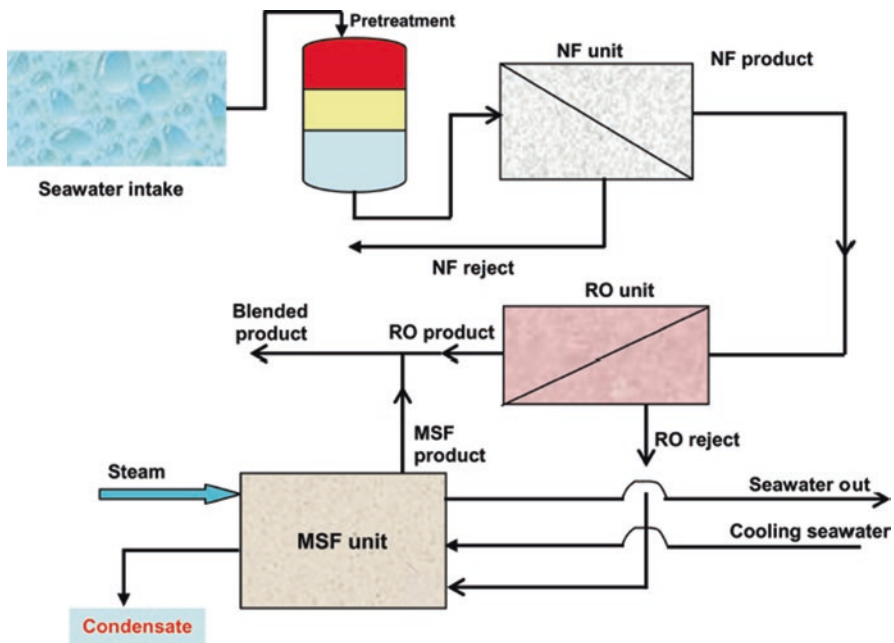 Pretreatment
NF unit
NF product
Seawater intake
NF reject
RO unit
Blended
product
RO product
MSF
product
RO reject
Steam
Seawater out
MSF unit
Cooling seawater
Condensate